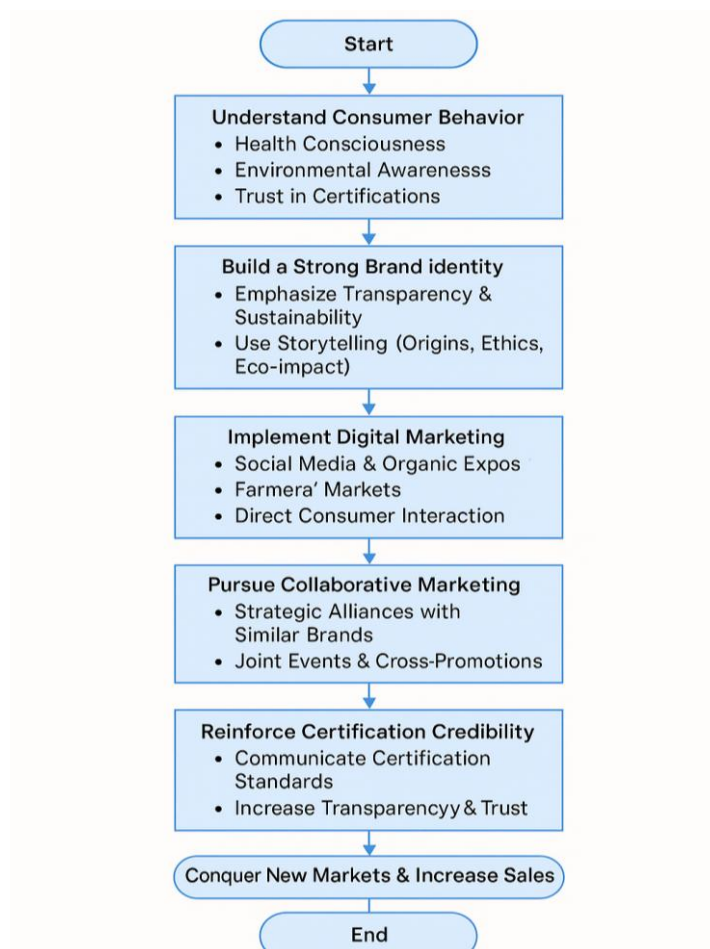 Start
Understand Consumer Behavior
• Health Consciousness
• Environmental Awarenesss
• Trust in Certifications
Build a Strong Brand identity
• Emphasize Transparency &
Sustainability
• Use Storytelling (Origins, Ethics,
Eco-impact)
Implement Digital Marketing
• Social Media & Organic Expos
• Farmera' Markets
• Direct Consumer Interaction
Pursue Collaborative Marketing
• Strategic Alliances with
Similar Brands
• Joint Events & Cross-Promotions
Reinforce Certification Credibility
• Communicate Certification
Standards
• Increase Transparencyy & Trust
Conquer New Markets & Increase Sales
End